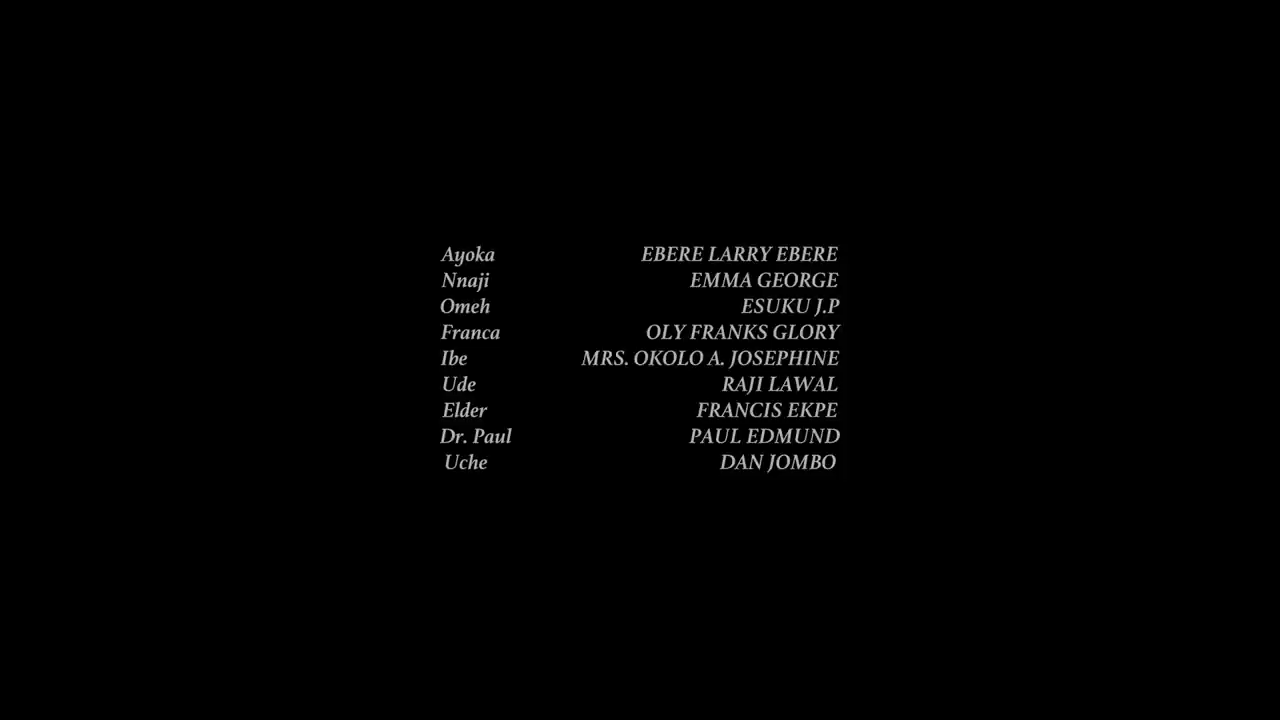 Ayoka EBERE LARRY EBERE
Nnaji EMMA GEORGE
Omeh ESUKU J.P
Franca OLY FRANKS GLORY
Ibe MRS. OKOLO A. JOSEPHINE
Ude RAJI LAWAL
Elder FRANCIS EKPE
Dr. Paul PAUL EDMUND
Uche DAN JOMBO